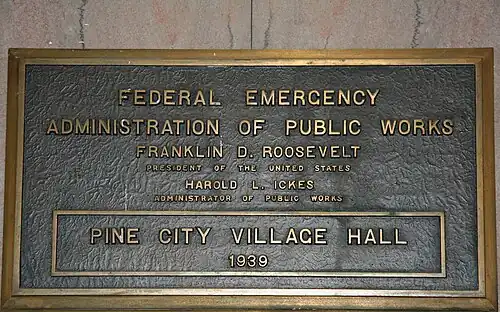 FEDERAL EMERGENCY
ADMINISTRATION OF PUBLIC WORKS
FRANKLIN D. ROOSEVELT
PRESIDENT OF THE UNITED STATES
HAROLD L. ICKES
ADMINISTRATOR OF PUBLIC WORKS
PINE CITY VILLAGE HALL
1939